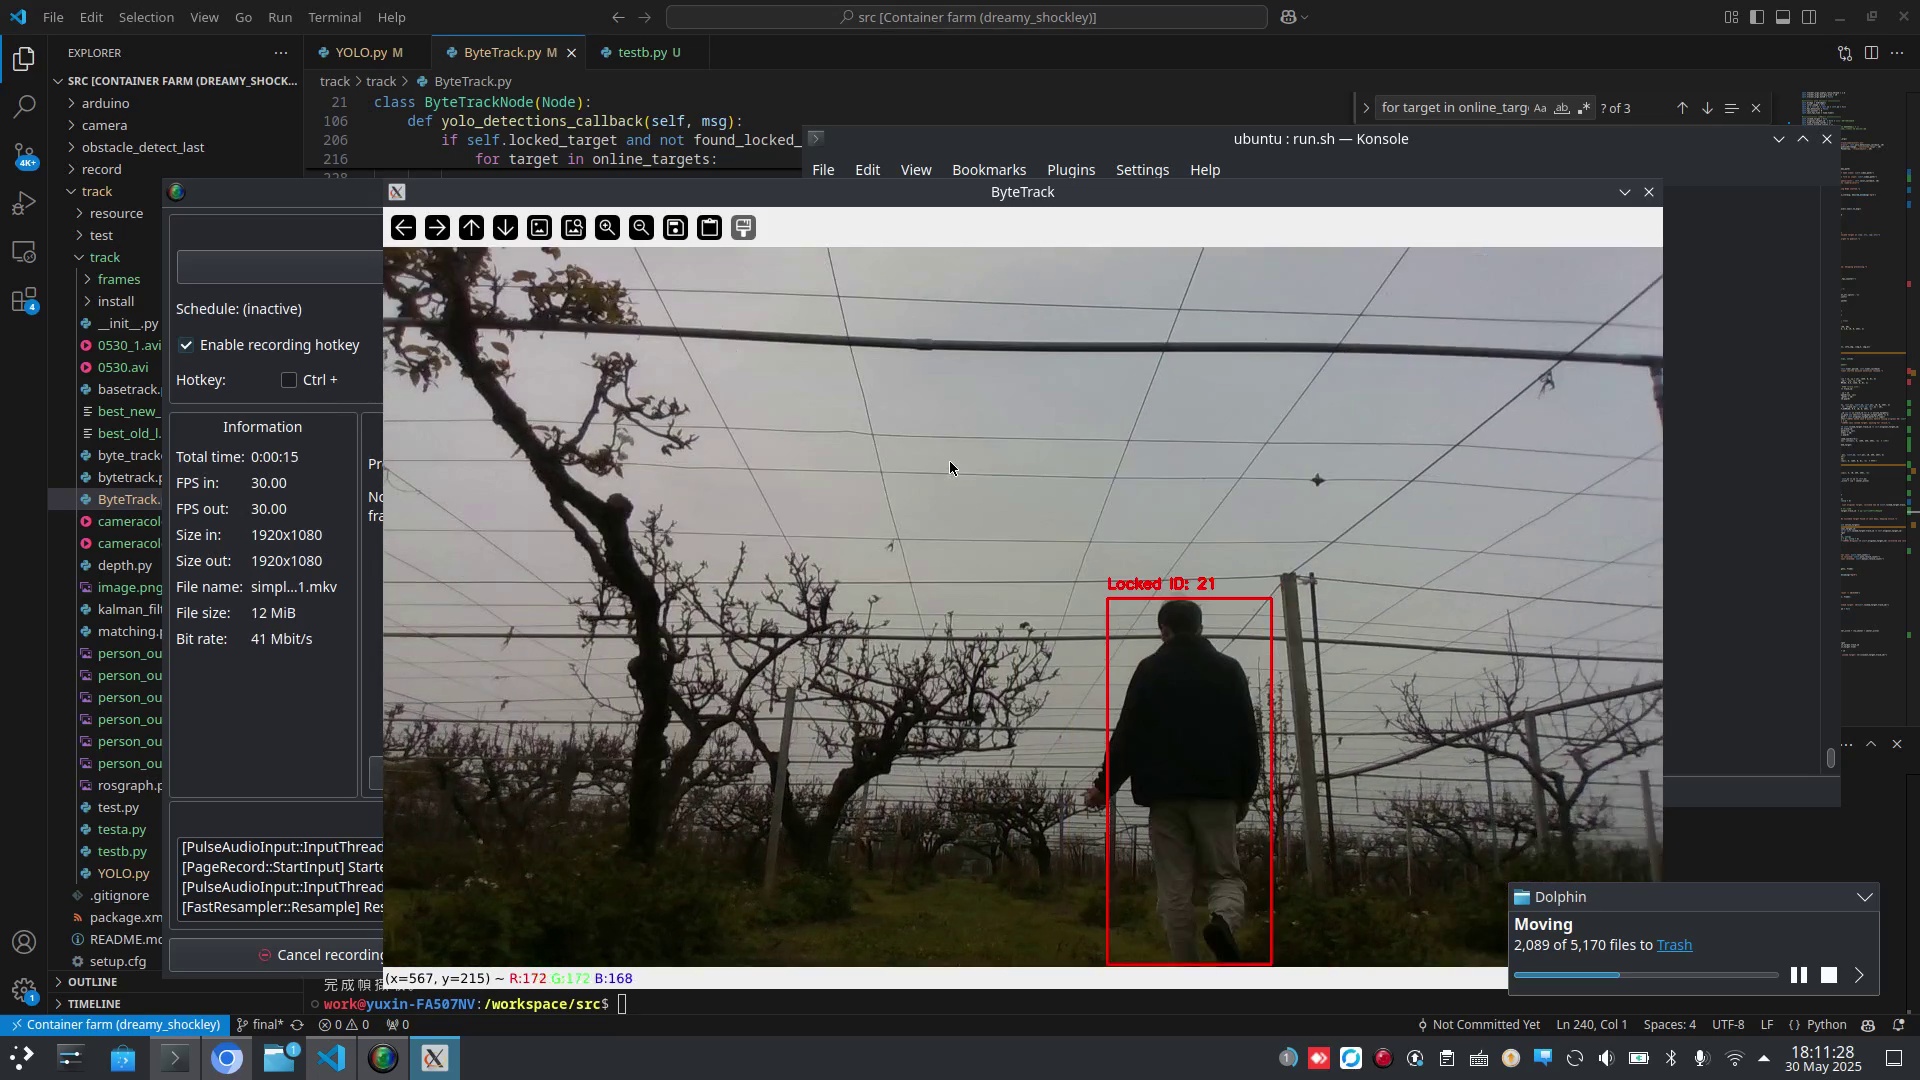 File Edit Selection View Go Run Terminal Help
src [Container farm (dreamy_shockley)]
EXPLORER
YOLO.py M
ByteTrack.py M
testb.py U
SRC [CONTAINER FARM (DREAMY_SHOCK...
arduino
camera
obstacle_detect_last
record
track
resource
test
track
frames
install
__init__.py
0530_1.avi
0530.avi
basetrack.
best_new_
best_old_l.
byte_track
bytetrack.p
ByteTrack.
cameracol
cameracol
depth.py
image.png
kalman_filt
matching.p
person_ou
person_ou
person_ou
person_ou
person_ou
person_ou
rosgraph.p
test.py
testa.py
testb.py
YOLO.py
.gitignore
package.xm
README.md
setup.cfg
OUTLINE
TIMELINE
4K+
4
1
track > track > ByteTrack.py
21 class ByteTrackNode(Node):
106 def yolo_detections_callback(self, msg):
206 if self.locked_target and not found_locked_
216 for target in online_targets:
for target in online_targ
Aa ab
? of 3
ubuntu : run.sh — Konsole
File Edit View Bookmarks Plugins Settings Help
ByteTrack
Schedule: (inactive)
Enable recording hotkey
Hotkey: Ctrl +
Information
Total time: 0:00:15
FPS in: 30.00
FPS out: 30.00
Size in: 1920x1080
Size out: 1920x1080
File name: simpl...1.mkv
File size: 12 MiB
Bit rate: 41 Mbit/s
Pr
No
fra
[PulseAudioInput::InputThread
[PageRecord::StartInput] Starte
[PulseAudioInput::InputThread
[FastResampler::Resample] Res
Cancel recording
Locked ID: 21
(x=567, y=215) ~ R:172 G:172 B:168
Dolphin
Moving
2,089 of 5,170 files to Trash
work@yuxin-FA507NV:/workspace/src$
Container farm (dreamy_shockley)
final*
0 0
0
Not Committed Yet
Ln 240, Col 1
Spaces: 4
UTF-8
LF
Python
1
1
18:11:28
30 May 2025